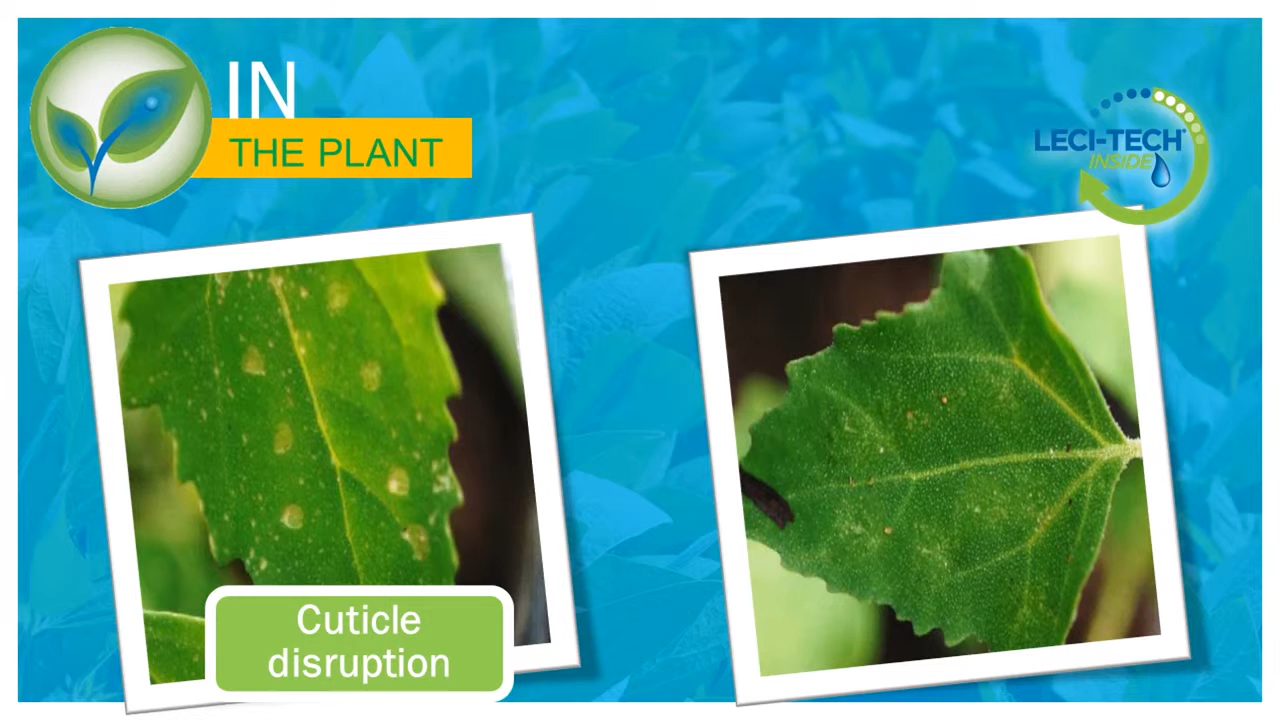 IN
THE PLANT
LECI-TECH®
INSIDE
Cuticle
disruption